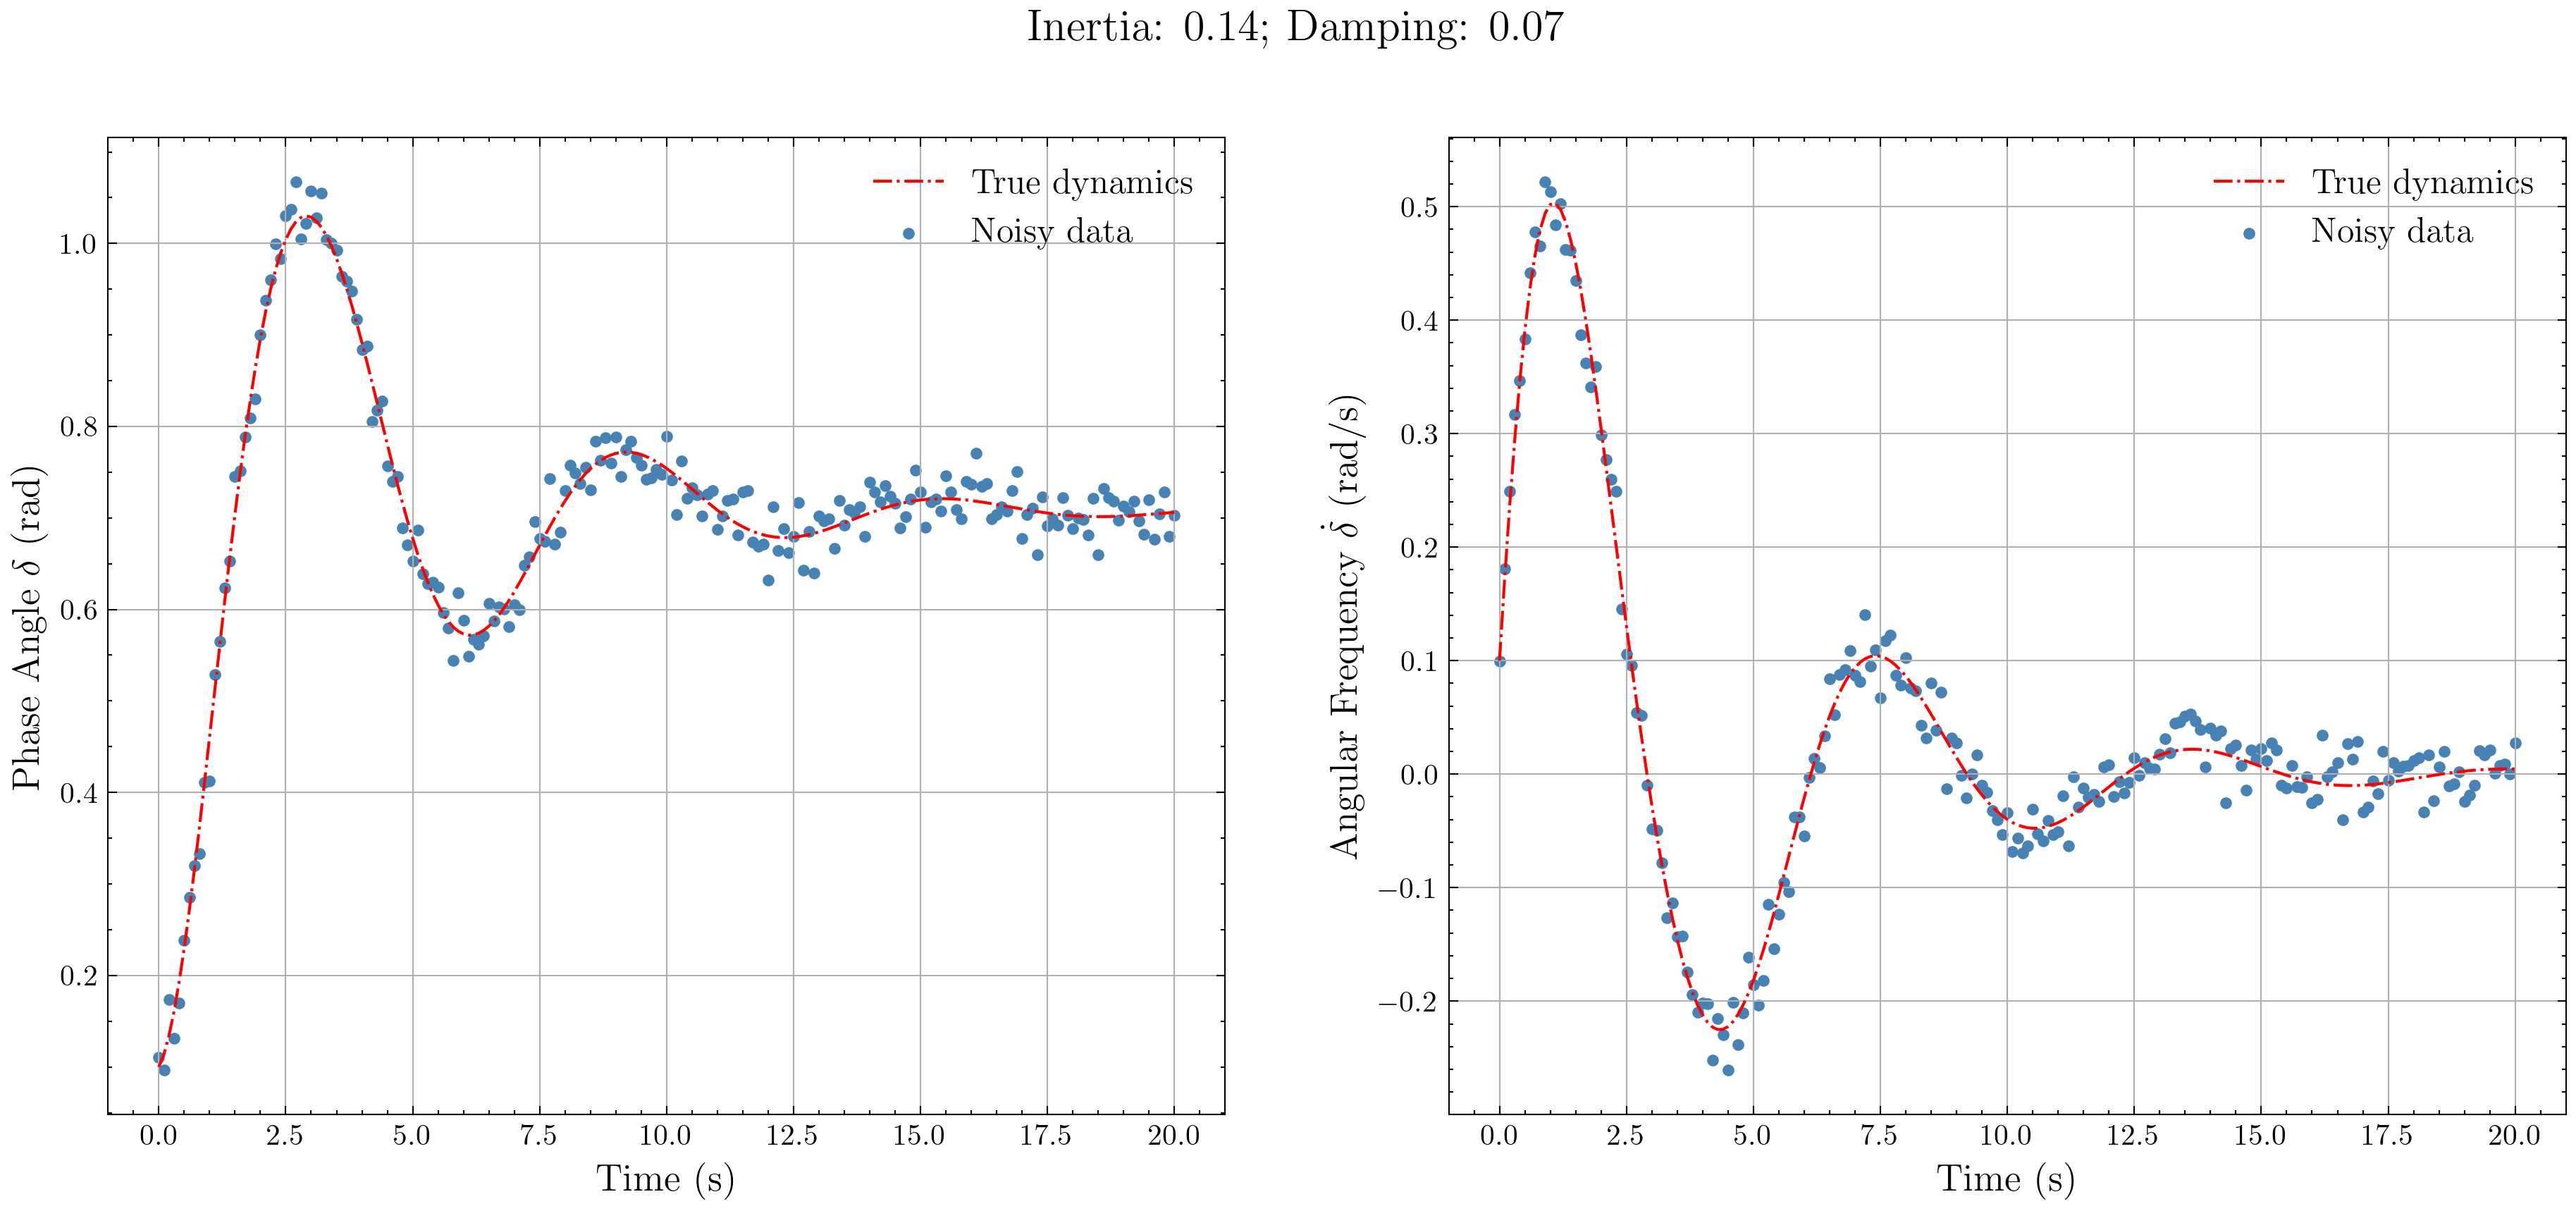 Inertia: 0.14; Damping: 0.07
Phase Angle δ (rad)
1.0
0.8
0.6
0.4
0.2
True dynamics
Noisy data
0.0 2.5 5.0 7.5 10.0 12.5 15.0 17.5 20.0
Time (s)
Angular Frequency δ̇ (rad/s)
0.5
0.4
0.3
0.2
0.1
0.0
−0.1
−0.2
True dynamics
Noisy data
0.0 2.5 5.0 7.5 10.0 12.5 15.0 17.5 20.0
Time (s)